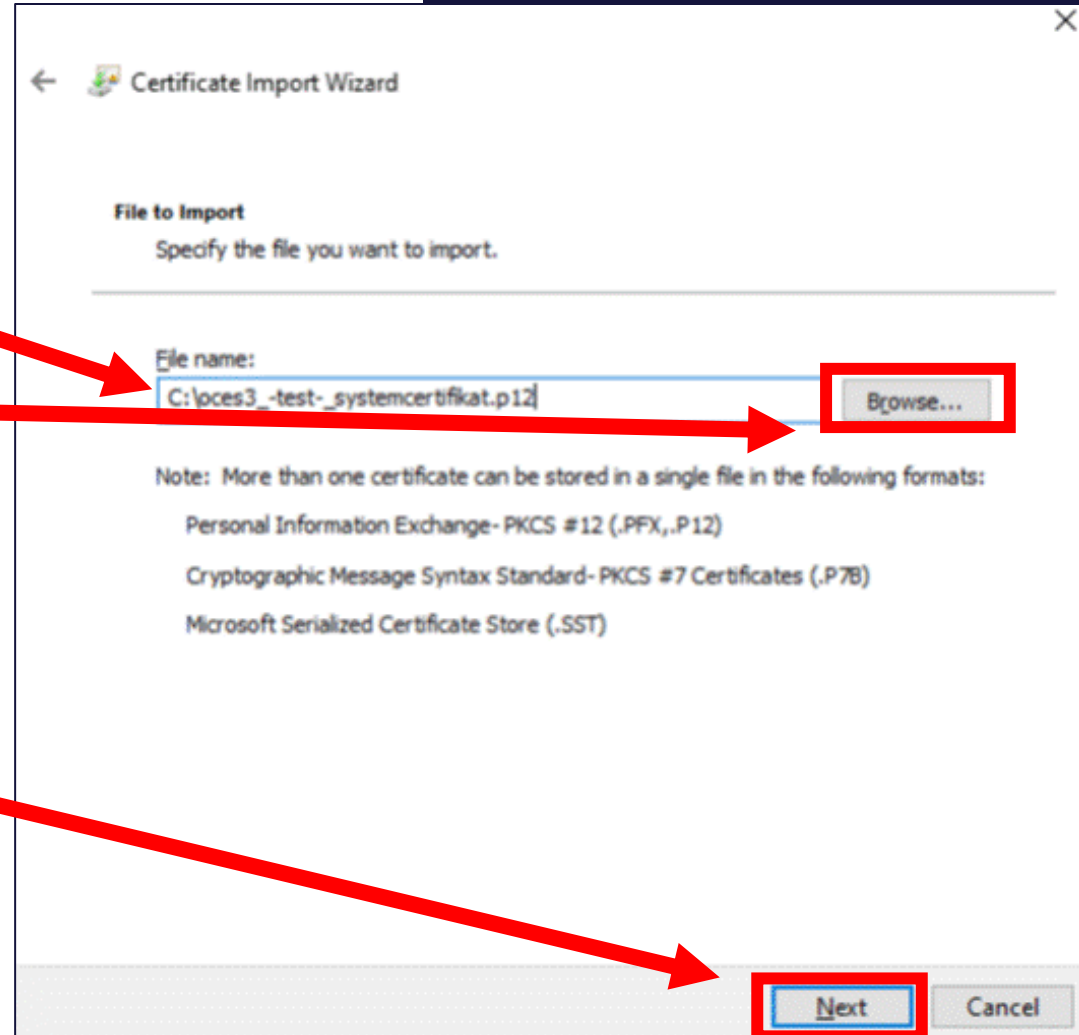 Certificate Import Wizard
File to Import
Specify the file you want to import.
File name:
C:\oces3_-test-_systemcertifikat.p12
Browse...
Note: More than one certificate can be stored in a single file in the following formats:
Personal Information Exchange- PKCS #12 (.PFX,.P12)
Cryptographic Message Syntax Standard- PKCS #7 Certificates (.P7B)
Microsoft Serialized Certificate Store (.SST)
Next
Cancel